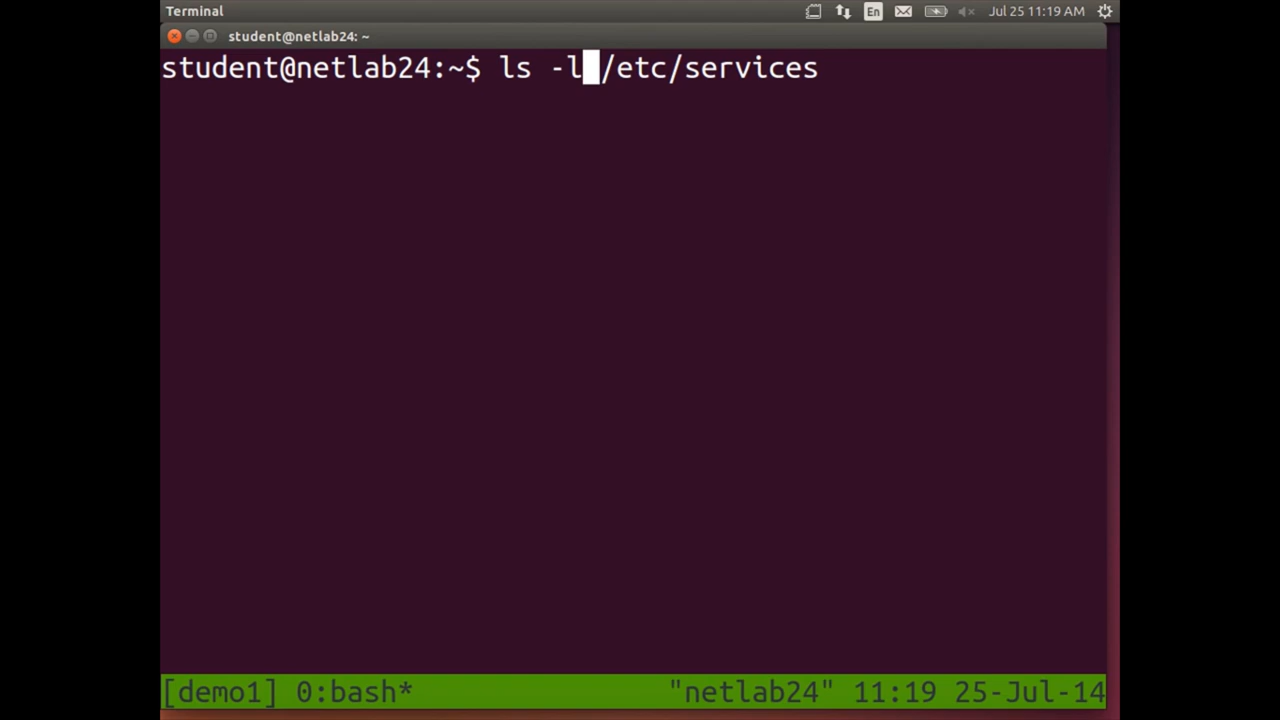 Terminal
En
Jul 25 11:19 AM
student@netlab24: ~
student@netlab24:~$ ls -l /etc/services
[demo1] 0:bash*
"netlab24" 11:19 25-Jul-14